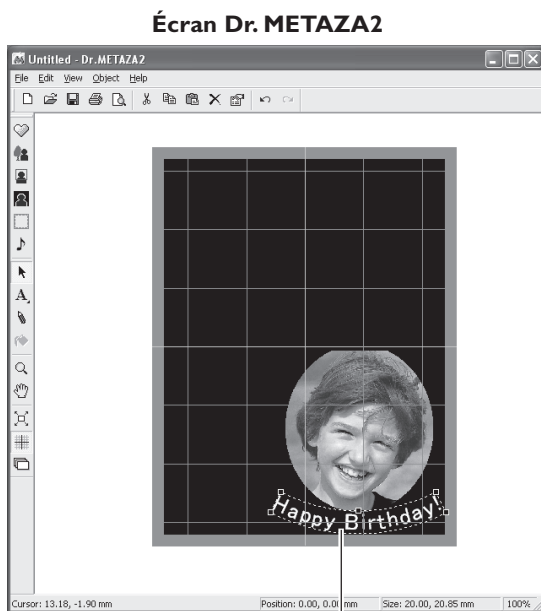 Écran Dr. METAZA2
Untitled - Dr.METAZA2
File Edit View Object Help
A
Happy Birthday!
Cursor: 13.18, -1.90 mm Position: 0.00, 0.00 mm Size: 20.00, 20.85 mm 100%